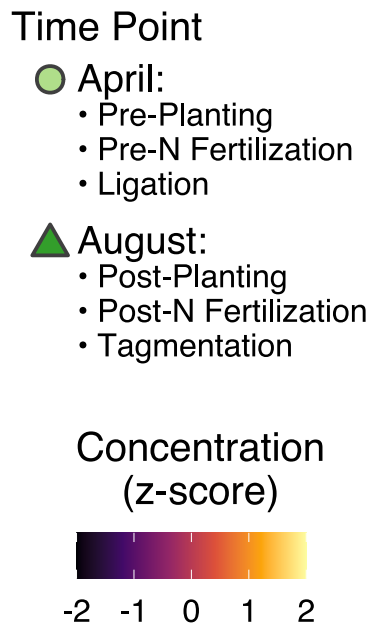 Time Point
April:
• Pre-Planting
• Pre-N Fertilization
• Ligation
August:
• Post-Planting
• Post-N Fertilization
• Tagmentation
Concentration
(z-score)
-2 -1 0 1 2